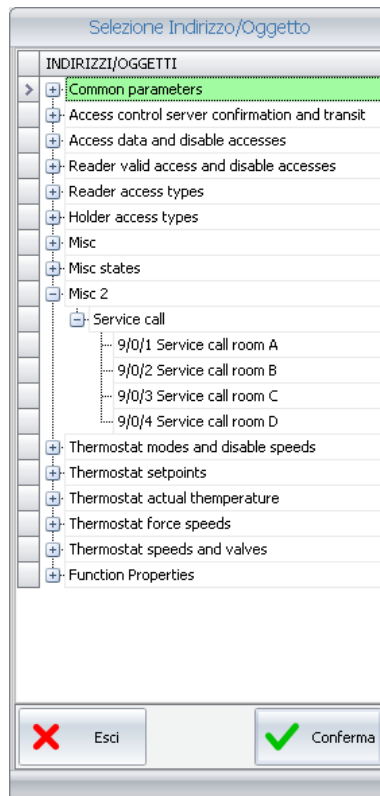 Selezione Indirizzo/Oggetto
INDIRIZZI/OGGETTI
Common parameters
Access control server confirmation and transit
Access data and disable accesses
Reader valid access and disable accesses
Reader access types
Holder access types
Misc
Misc states
Misc 2
Service call
9/0/1 Service call room A
9/0/2 Service call room B
9/0/3 Service call room C
9/0/4 Service call room D
Thermostat modes and disable speeds
Thermostat setpoints
Thermostat actual themperature
Thermostat force speeds
Thermostat speeds and valves
Function Properties
Esci
Conferma